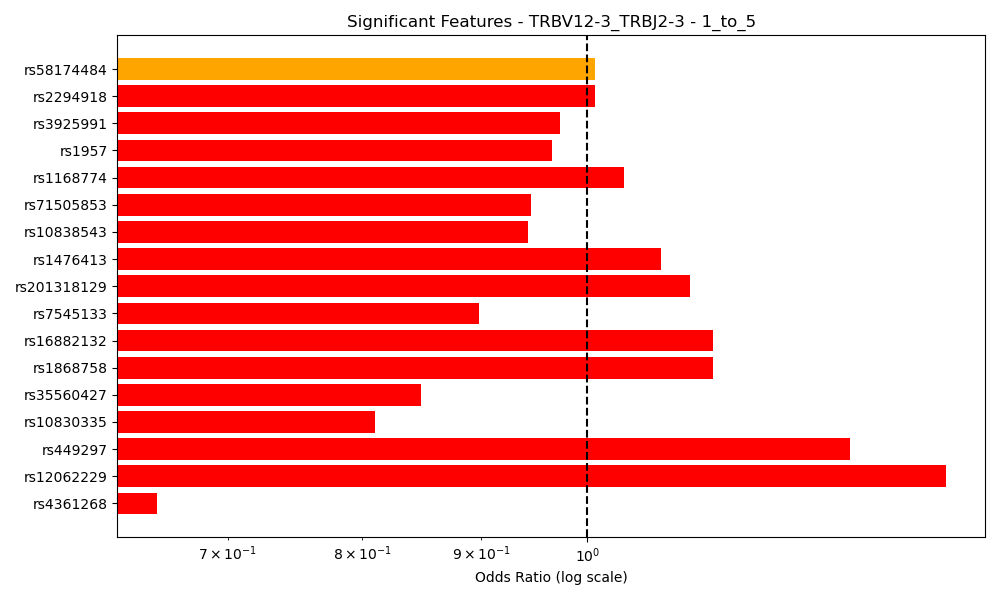 Significant Features - TRBV12-3_TRBJ2-3 - 1_to_5
rs58174484
rs2294918
rs3925991
rs1957
rs1168774
rs71505853
rs10838543
rs1476413
rs201318129
rs7545133
rs16882132
rs1868758
rs35560427
rs10830335
rs449297
rs12062229
rs4361268
7 × 10⁻¹ 8 × 10⁻¹ 9 × 10⁻¹ 10⁰
Odds Ratio (log scale)